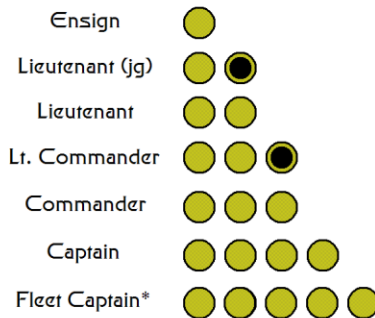 Ensign
Lieutenant (jg)
Lieutenant
Lt. Commander
Commander
Captain
Fleet Captain*